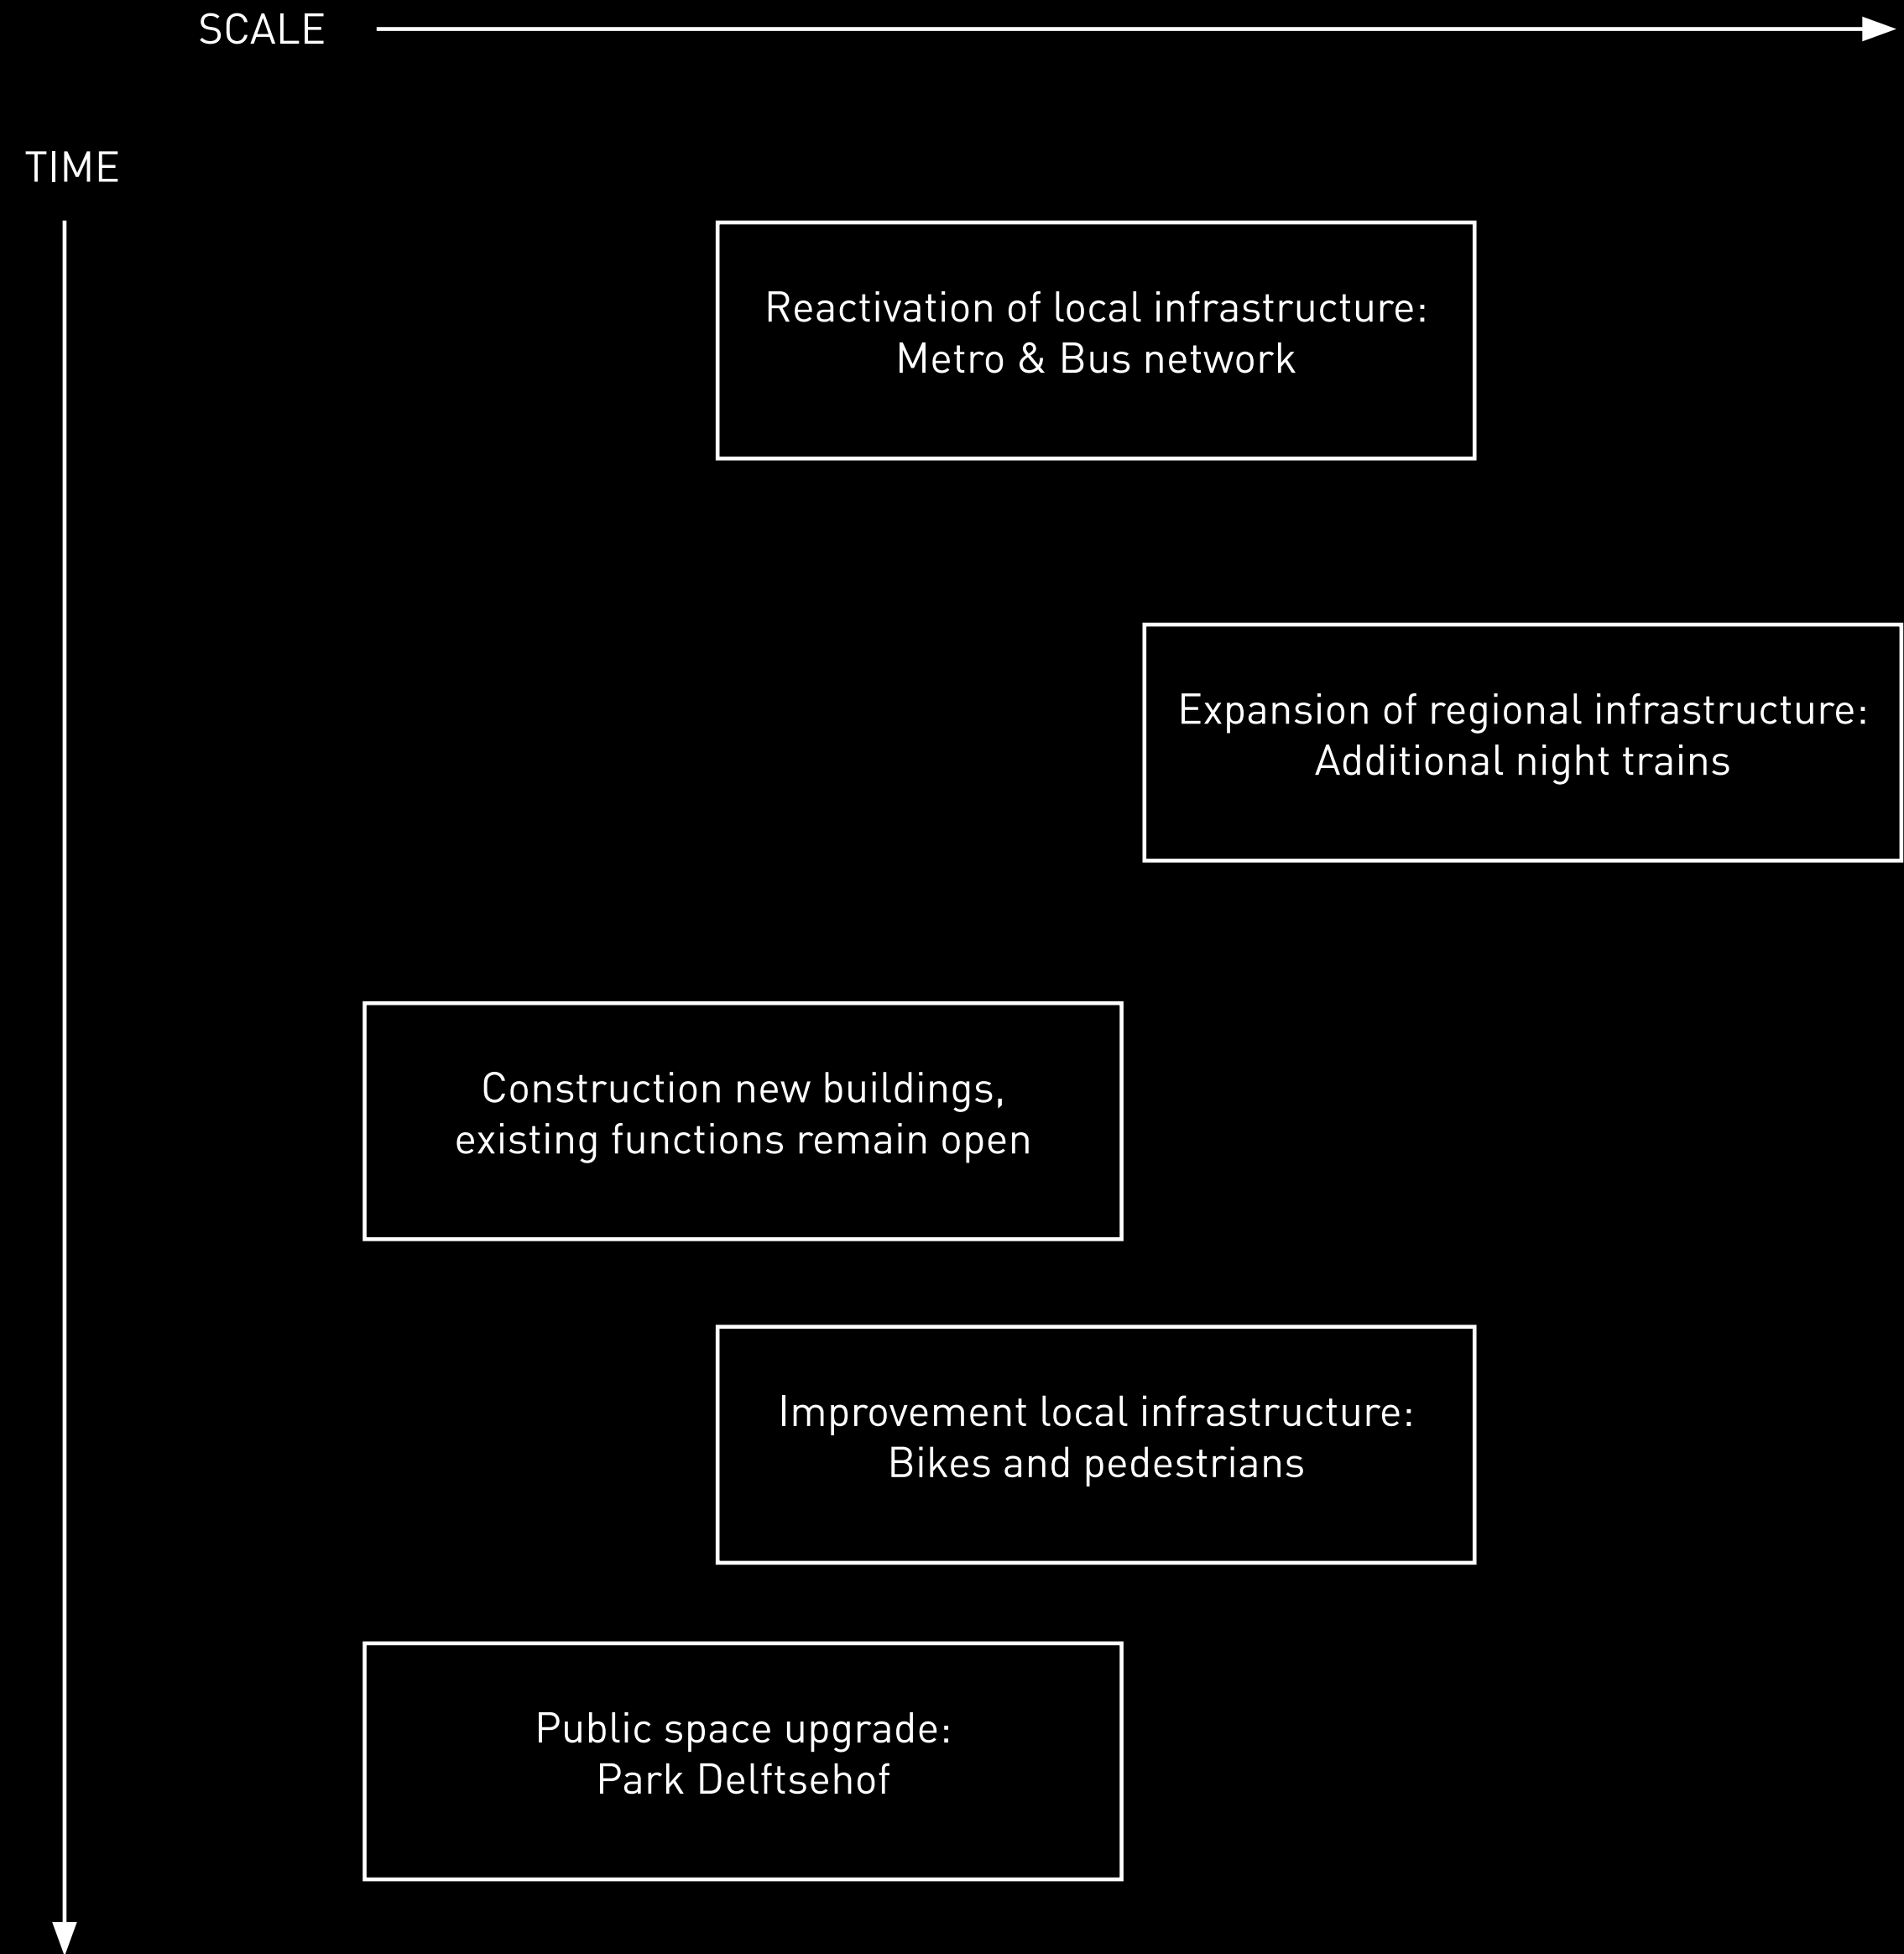 SCALE
TIME
Reactivation of local infrastructure:
Metro & Bus network
Expansion of regional infrastructure:
Additional night trains
Construction new buildings,
existing functions remain open
Improvement local infrastructure:
Bikes and pedestrians
Public space upgrade:
Park Delftsehof